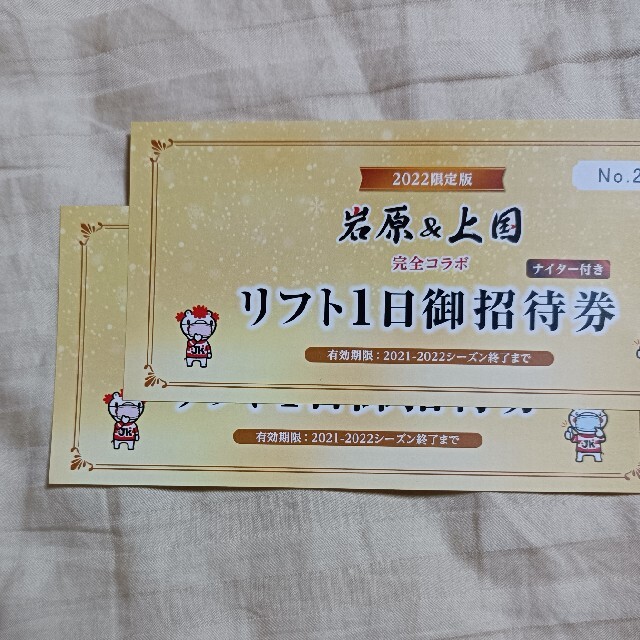 2022限定版
No.2
岩原&上国
完全コラボ
ナイター付き
リフト1日御招待券
JK
有効期限：2021-2022シーズン終了まで
JK
JK
有効期限：2021-2022シーズン終了まで